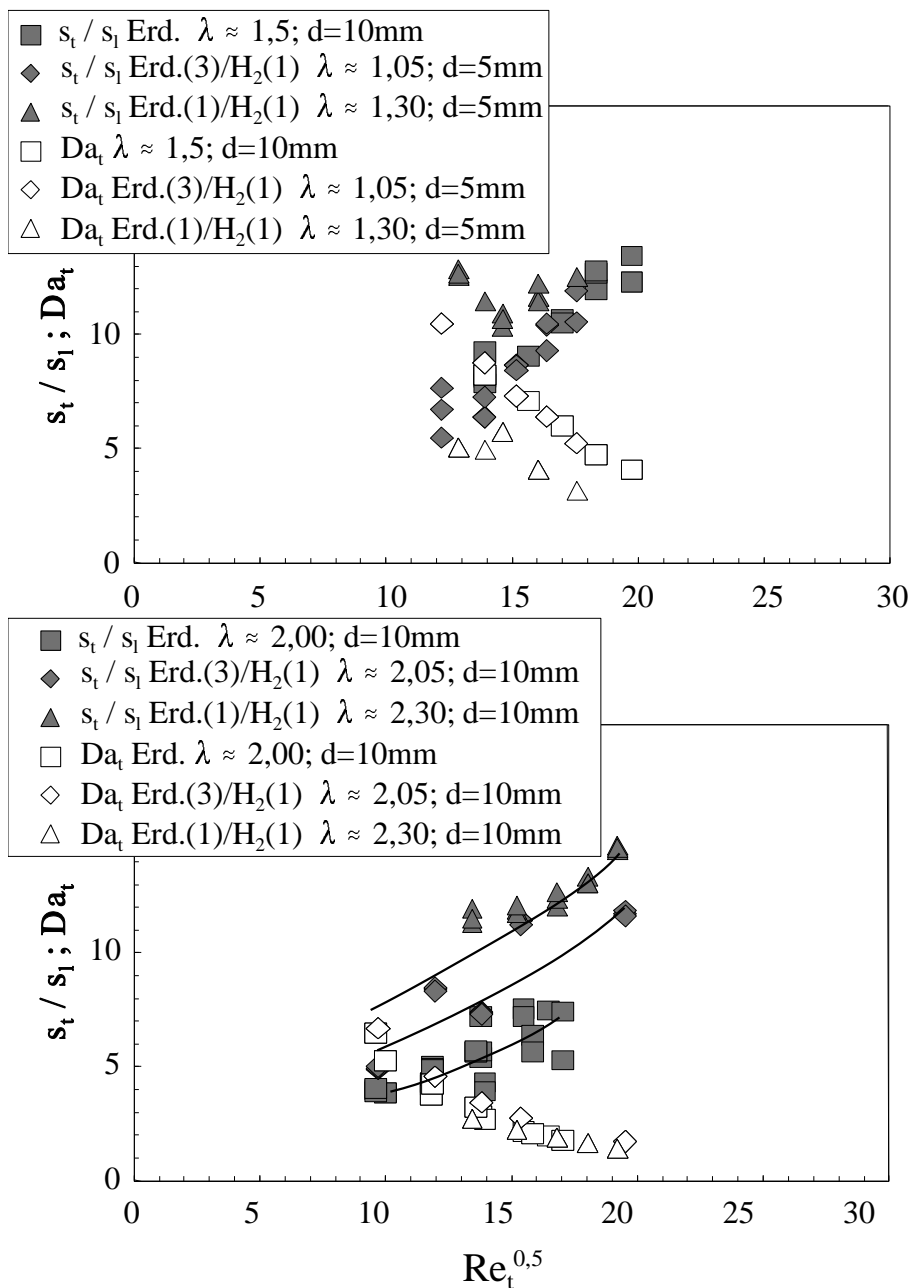 s_t / s_l Erd. λ ≈ 1,5; d=10mm
s_t / s_l Erd.(3)/H_2(1) λ ≈ 1,05; d=5mm
s_t / s_l Erd.(1)/H_2(1) λ ≈ 1,30; d=5mm
Da_t λ ≈ 1,5; d=10mm
Da_t Erd.(3)/H_2(1) λ ≈ 1,05; d=5mm
Da_t Erd.(1)/H_2(1) λ ≈ 1,30; d=5mm
s_t / s_l ; Da_t
10
5
0
0 5 10 15 20 25 30
s_t / s_l Erd. λ ≈ 2,00; d=10mm
s_t / s_l Erd.(3)/H_2(1) λ ≈ 2,05; d=10mm
s_t / s_l Erd.(1)/H_2(1) λ ≈ 2,30; d=10mm
Da_t Erd. λ ≈ 2,00; d=10mm
Da_t Erd.(3)/H_2(1) λ ≈ 2,05; d=10mm
Da_t Erd.(1)/H_2(1) λ ≈ 2,30; d=10mm
s_t / s_l ; Da_t
10
5
0
0 5 10 15 20 25 30
Re_t^0,5